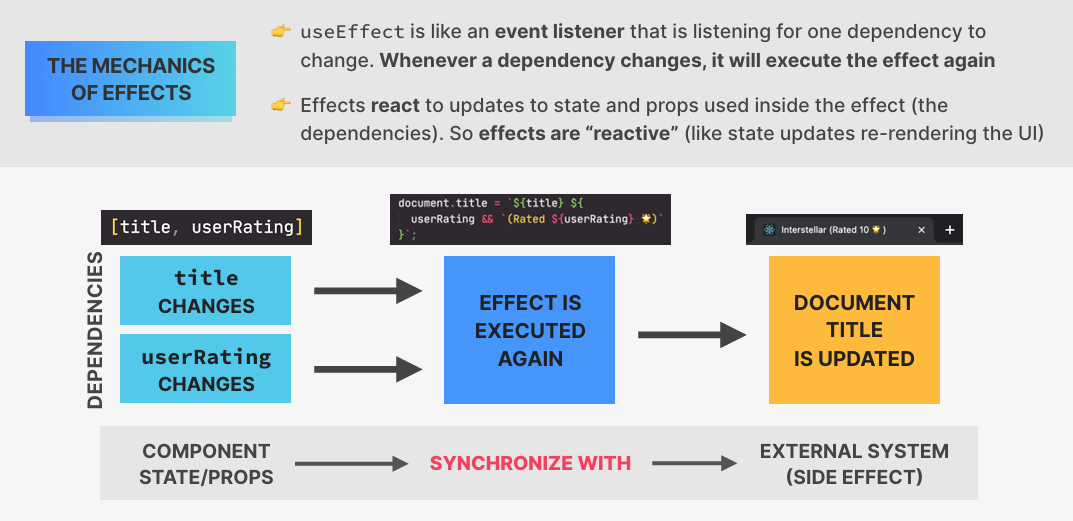 THE MECHANICS
OF EFFECTS
👉 useEffect is like an event listener that is listening for one dependency to
change. Whenever a dependency changes, it will execute the effect again
👉 Effects react to updates to state and props used inside the effect (the
dependencies). So effects are “reactive” (like state updates re-rendering the UI)
[title, userRating]
document.title = `${title} ${
userRating && `(Rated ${userRating} 🌟)`
}`;
Interstellar (Rated 10 🌟 ) × +
DEPENDENCIES
title
CHANGES
userRating
CHANGES
EFFECT IS
EXECUTED
AGAIN
DOCUMENT
TITLE
IS UPDATED
COMPONENT
STATE/PROPS
SYNCHRONIZE WITH
EXTERNAL SYSTEM
(SIDE EFFECT)